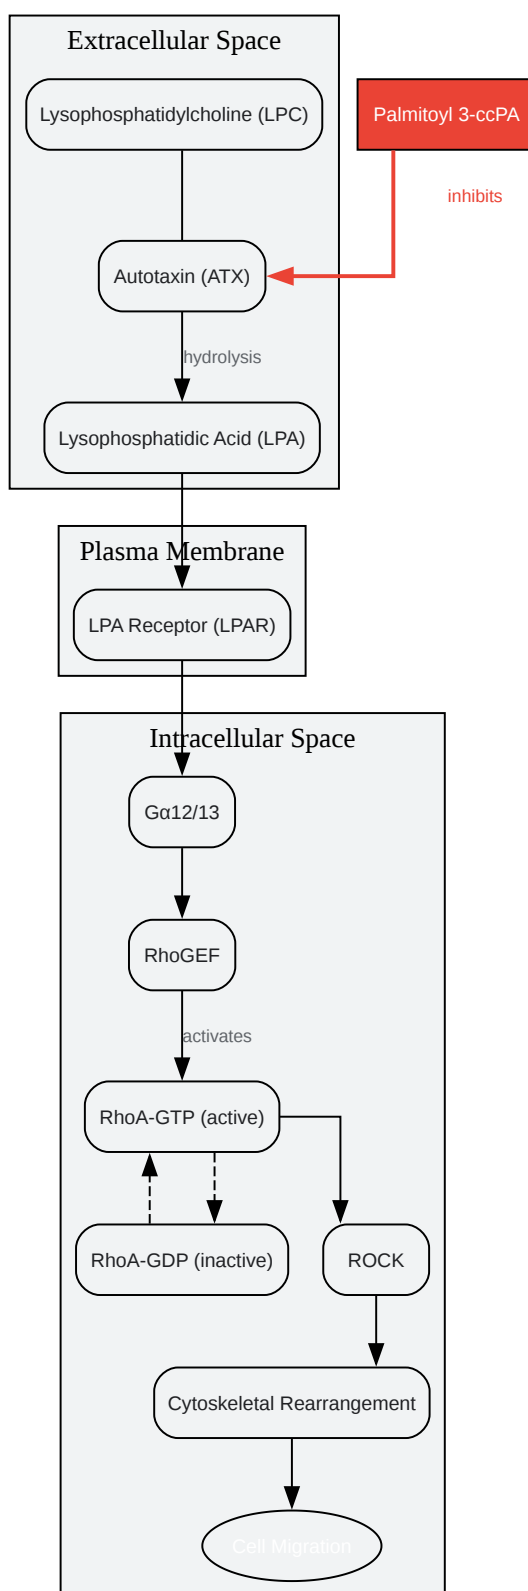 Extracellular Space
Lysophosphatidylcholine (LPC)
Palmitoyl 3-ccPA
inhibits
Autotaxin (ATX)
hydrolysis
Lysophosphatidic Acid (LPA)
Plasma Membrane
LPA Receptor (LPAR)
Intracellular Space
Gα12/13
RhoGEF
activates
RhoA-GTP (active)
RhoA-GDP (inactive)
ROCK
Cytoskeletal Rearrangement
Cell Migration